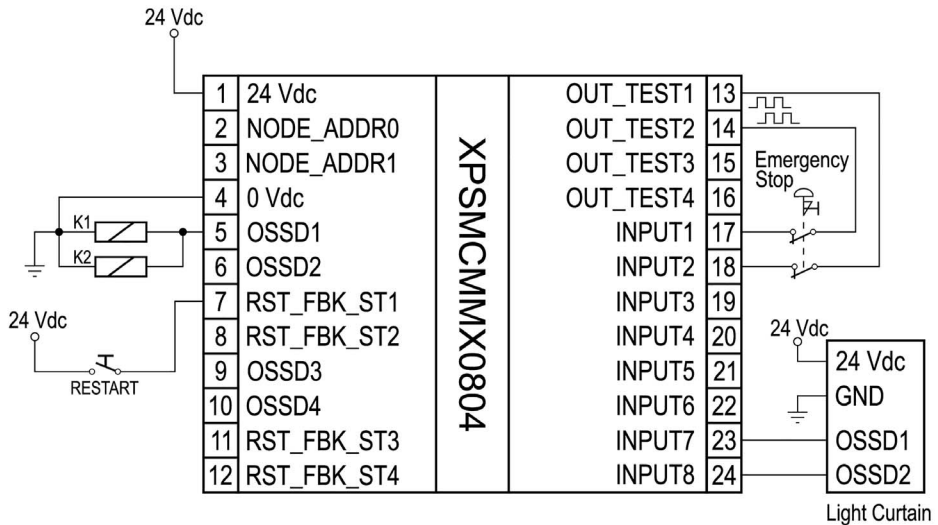 24 Vdc
1 24 Vdc
2 NODE_ADDR0
3 NODE_ADDR1
4 0 Vdc
5 OSSD1
6 OSSD2
7 RST_FBK_ST1
8 RST_FBK_ST2
9 OSSD3
10 OSSD4
11 RST_FBK_ST3
12 RST_FBK_ST4
K1
K2
24 Vdc
RESTART
XPSMCMMX0804
OUT_TEST1 13
OUT_TEST2 14
OUT_TEST3 15
OUT_TEST4 16
INPUT1 17
INPUT2 18
INPUT3 19
INPUT4 20
INPUT5 21
INPUT6 22
INPUT7 23
INPUT8 24
Emergency
Stop
24 Vdc
24 Vdc
GND
OSSD1
OSSD2
Light Curtain